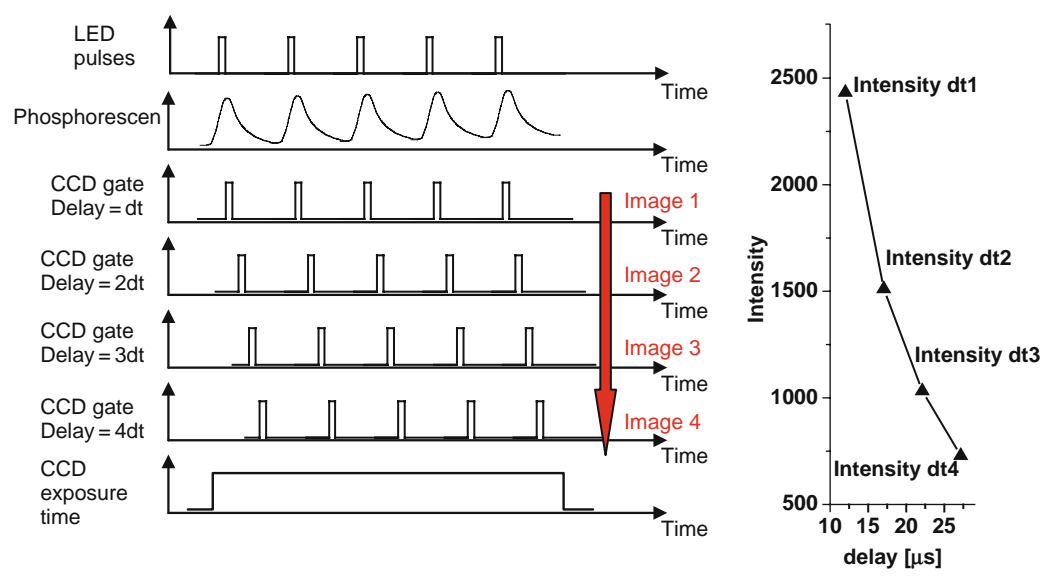 LED
pulses
Time
Phosphorescen
Time
CCD gate
Delay = dt
Image 1
Time
CCD gate
Delay = 2dt
Image 2
Time
CCD gate
Delay = 3dt
Image 3
Time
CCD gate
Delay = 4dt
Image 4
Time
CCD
exposure
time
Time
Intensity
2500
2000
1500
1000
500
Intensity dt1
Intensity dt2
Intensity dt3
Intensity dt4
10 15 20 25
delay [μs]